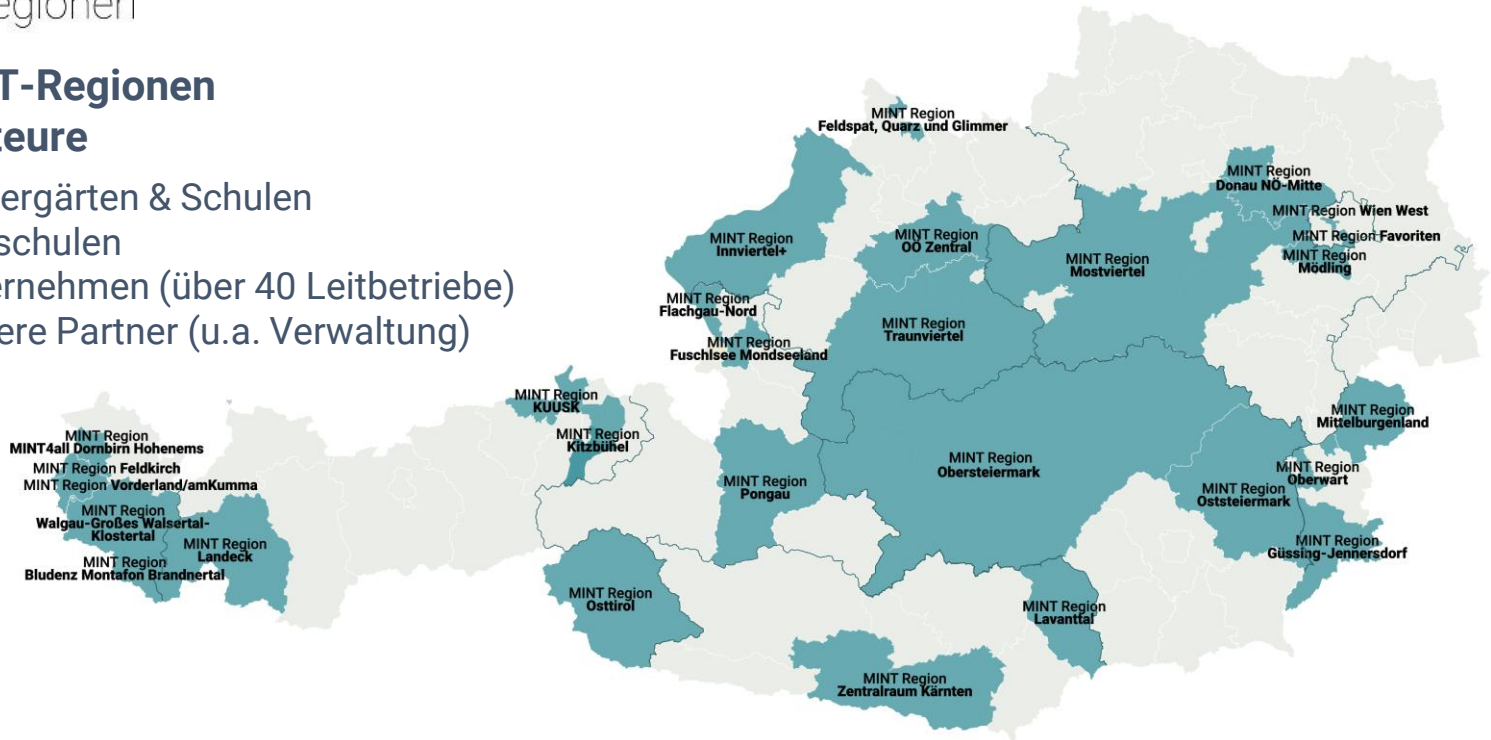 egionen
T-Regionen
teure
ergärten & Schulen
schulen
ernehmen (über 40 Leitbetriebe)
ere Partner (u.a. Verwaltung)
MINT Region
Feldspat, Quarz und Glimmer
MINT Region
Donau NÖ-Mitte
MINT Region Wien West
MINT Region Favoriten
MINT Region
Mödling
MINT Region
Innviertel+
MINT Region
OÖ Zentral
MINT Region
Mostviertel
MINT Region
Flachgau-Nord
MINT Region
Traunviertel
MINT Region
Fuschlsee Mondseeland
MINT Region
KUUSK
MINT Region
Kitzbühel
MINT Region
Mittelburgenland
MINT Region
MINT4all Dornbirn Hohenems
MINT Region Feldkirch
MINT Region Vorderland/amKumma
MINT Region
Walgau-Großes Walsertal-
Klostertal
MINT Region
Landeck
MINT Region
Bludenz Montafon Brandnertal
MINT Region
Pongau
MINT Region
Obersteiermark
MINT Region
Oberwart
MINT Region
Oststeiermark
MINT Region
Güssing-Jennersdorf
MINT Region
Osttirol
MINT Region
Lavanttal
MINT Region
Zentralraum Kärnten